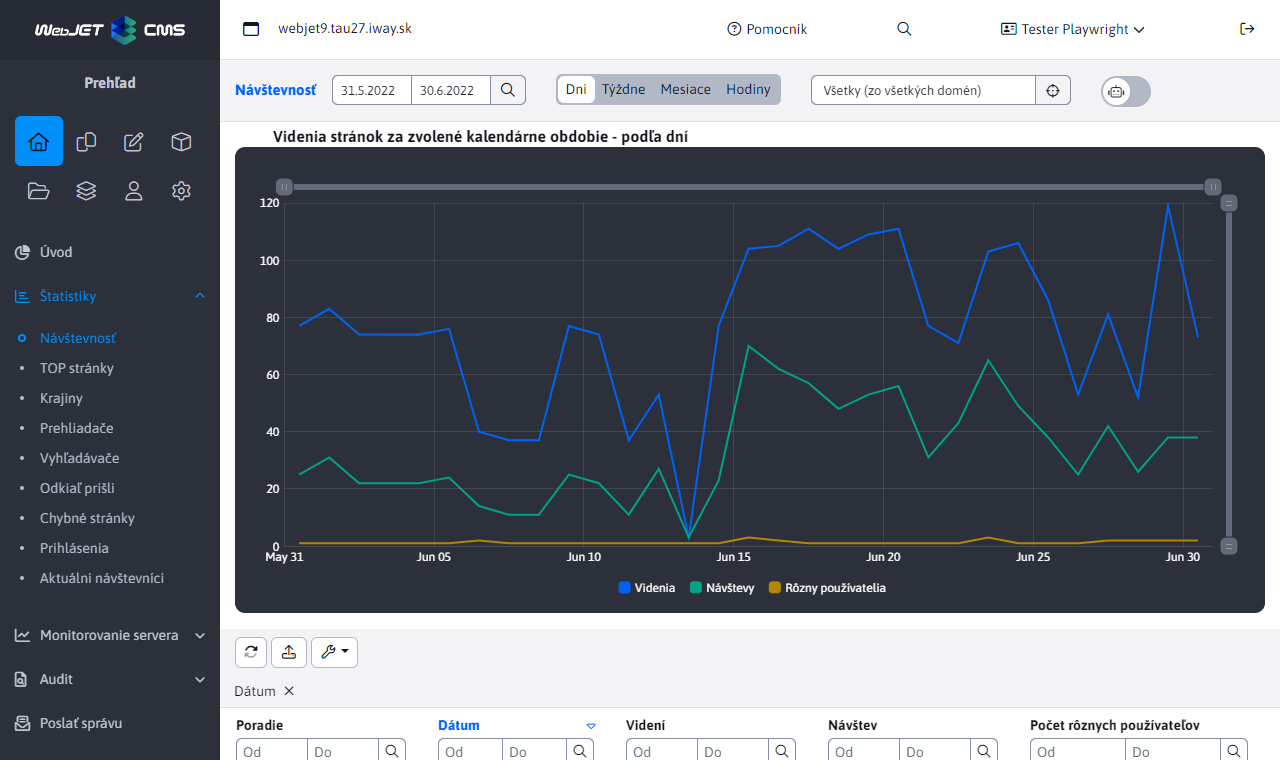 WebJET CMS
webjet9.tau27.iway.sk
Pomocník
Tester Playwright
Prehľad
Návštevnosť
31.5.2022
30.6.2022
Dni
Týždne
Mesiace
Hodiny
Všetky (zo všetkých domén)
Úvod
Štatistiky
Návštevnosť
TOP stránky
Krajiny
Prehliadače
Vyhľadávače
Odkiaľ prišli
Chybné stránky
Prihlásenia
Aktuálni návštevníci
Monitorovanie servera
Audit
Poslať správu
Videnia stránok za zvolené kalendárne obdobie - podľa dní
120
100
80
60
40
20
0
May 31
Jun 05
Jun 10
Jun 15
Jun 20
Jun 25
Jun 30
Videnia
Návštevy
Rôzny používatelia
Dátum
Poradie
Dátum
Videní
Návštev
Počet rôznych používateľov
Od
Do
Od
Do
Od
Do
Od
Do
Od
Do